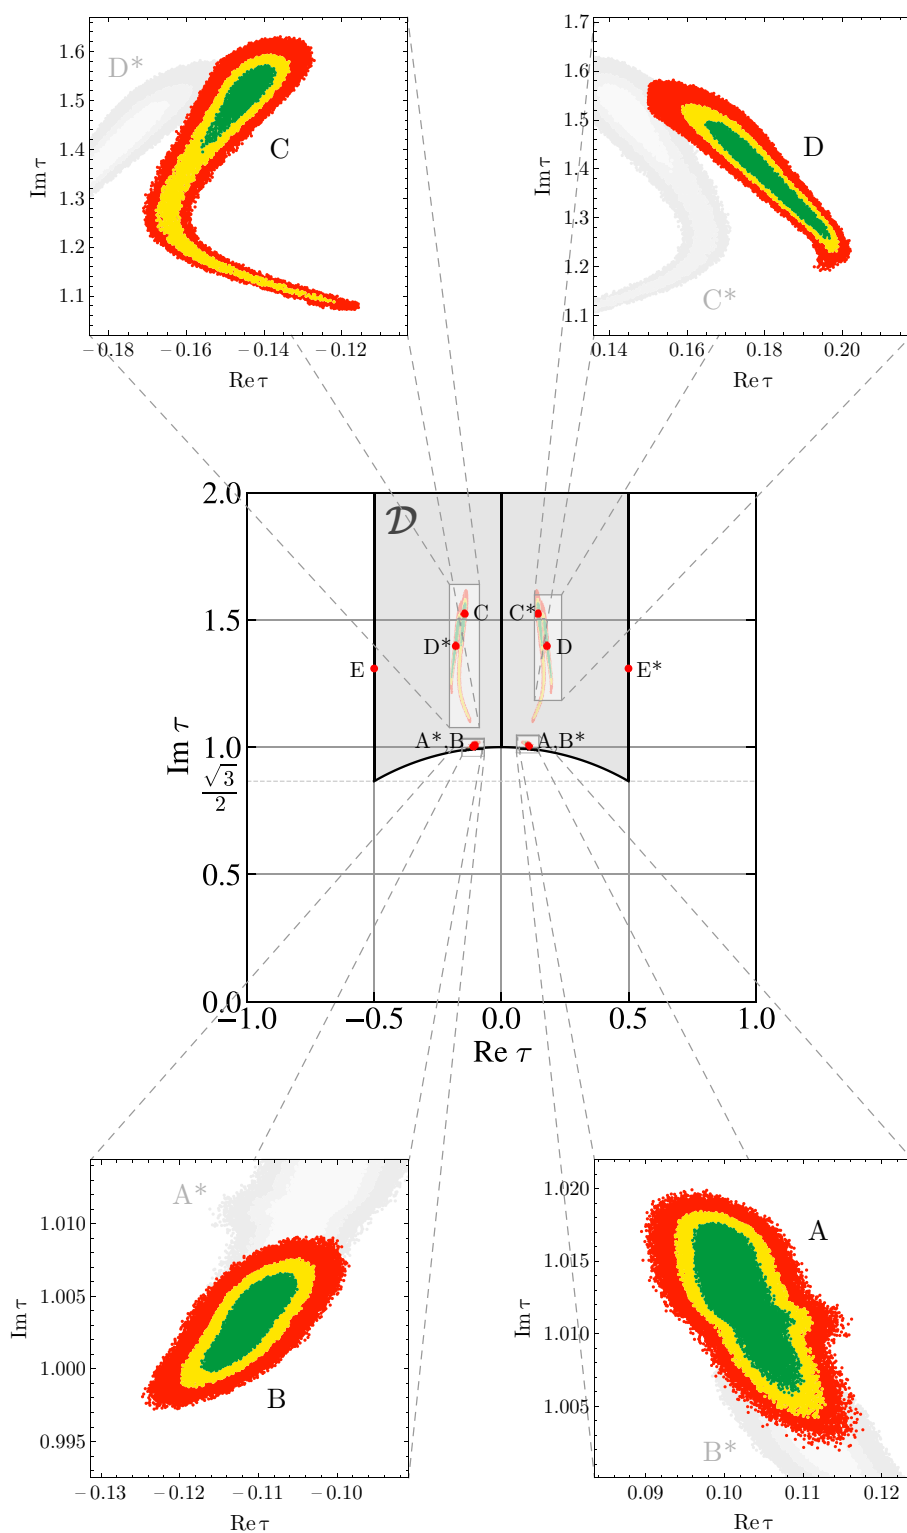 1.6
1.5
1.4
1.3
1.2
1.1
Im τ
D*
C
−0.18 −0.16 −0.14 −0.12
Re τ
1.7
1.6
1.5
1.4
1.3
1.2
1.1
Im τ
D
C*
0.14 0.16 0.18 0.20
Re τ
2.0
1.5
1.0
√3/2
0.5
0.0
Im τ
𝒟
C C*
D* D
E E*
A*,B A,B*
−1.0 −0.5 0.0 0.5 1.0
Re τ
1.010
1.005
1.000
0.995
Im τ
A*
B
−0.13 −0.12 −0.11 −0.10
Re τ
1.020
1.015
1.010
1.005
Im τ
A
B*
0.09 0.10 0.11 0.12
Re τ